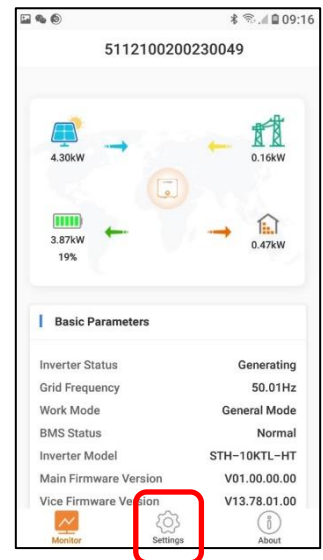 09:16
5112100200230049
4.30kW
0.16kW
3.87kW
19%
0.47kW
Basic Parameters
Inverter Status Generating
Grid Frequency 50.01Hz
Work Mode General Mode
BMS Status Normal
Inverter Model STH-10KTL-HT
Main Firmware Version V01.00.00.00
Vice Firmware Version V13.78.01.00
Monitor Settings About